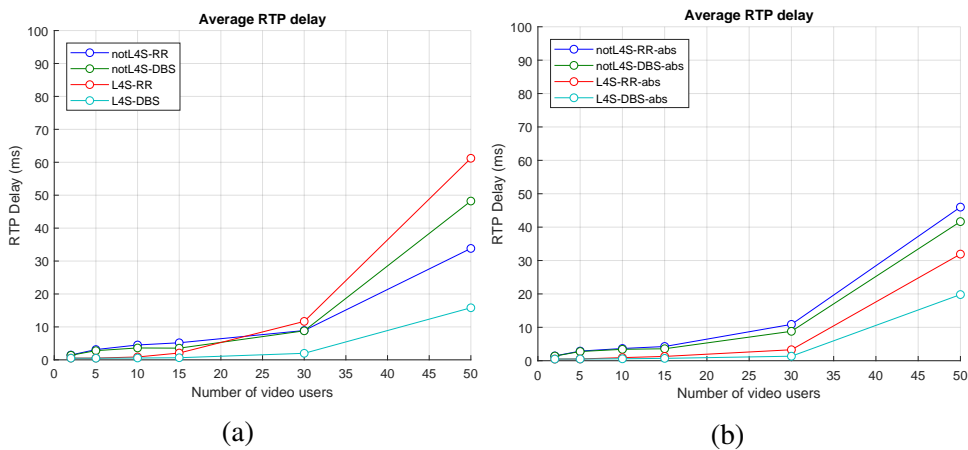 Average RTP delay
100
90
80
70
60
50
40
30
20
10
0
RTP Delay (ms)
notL4S-RR
notL4S-DBS
L4S-RR
L4S-DBS
0 5 10 15 20 25 30 35 40 45 50
Number of video users
(a)
Average RTP delay
100
90
80
70
60
50
40
30
20
10
0
RTP Delay (ms)
notL4S-RR-abs
notL4S-DBS-abs
L4S-RR-abs
L4S-DBS-abs
0 5 10 15 20 25 30 35 40 45 50
Number of video users
(b)